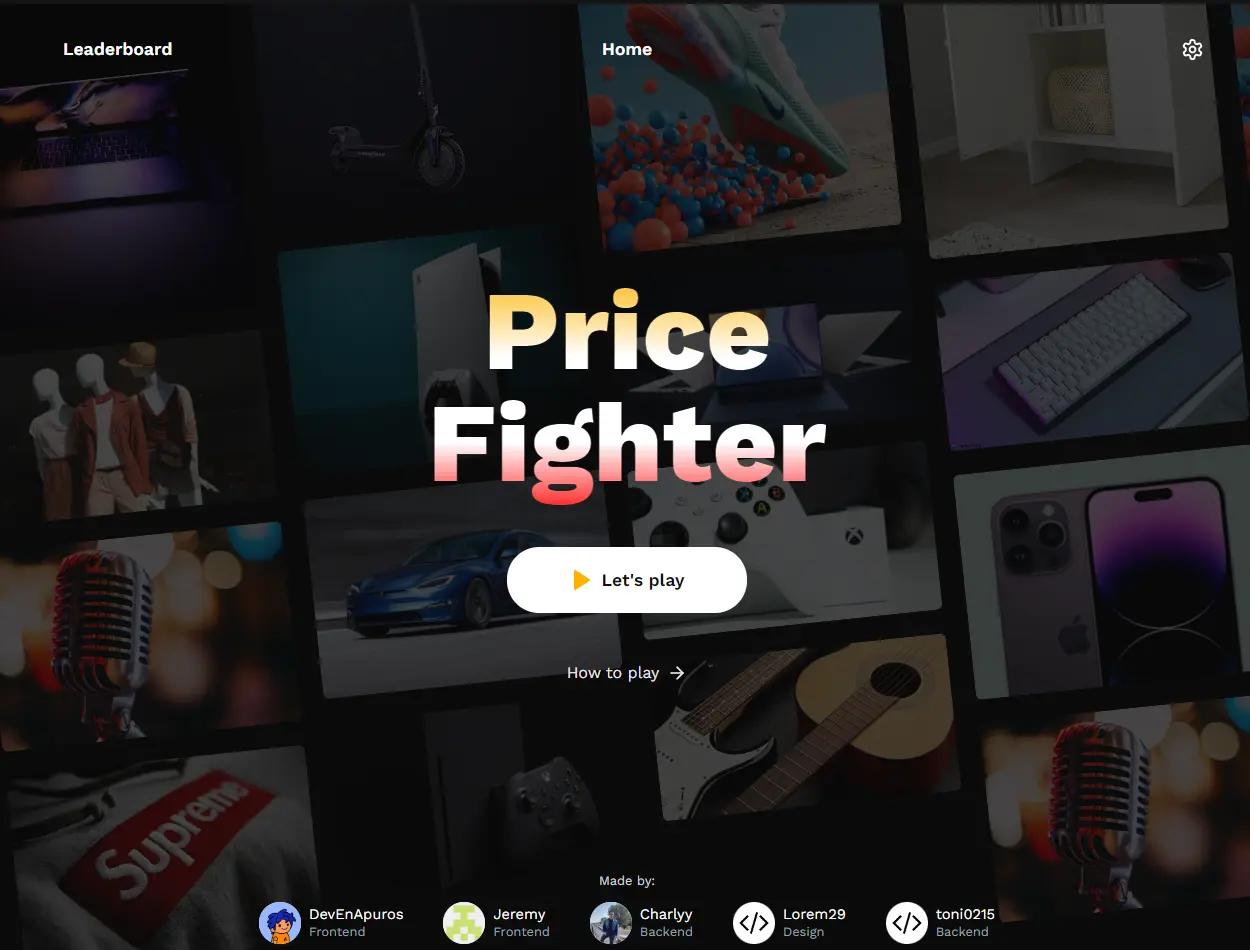 Leaderboard
Home
Price
Fighter
Let's play
How to play
Supreme
Made by:
DevEnApuros
Frontend
Jeremy
Frontend
Charlyy
Backend
Lorem29
Design
toni0215
Backend